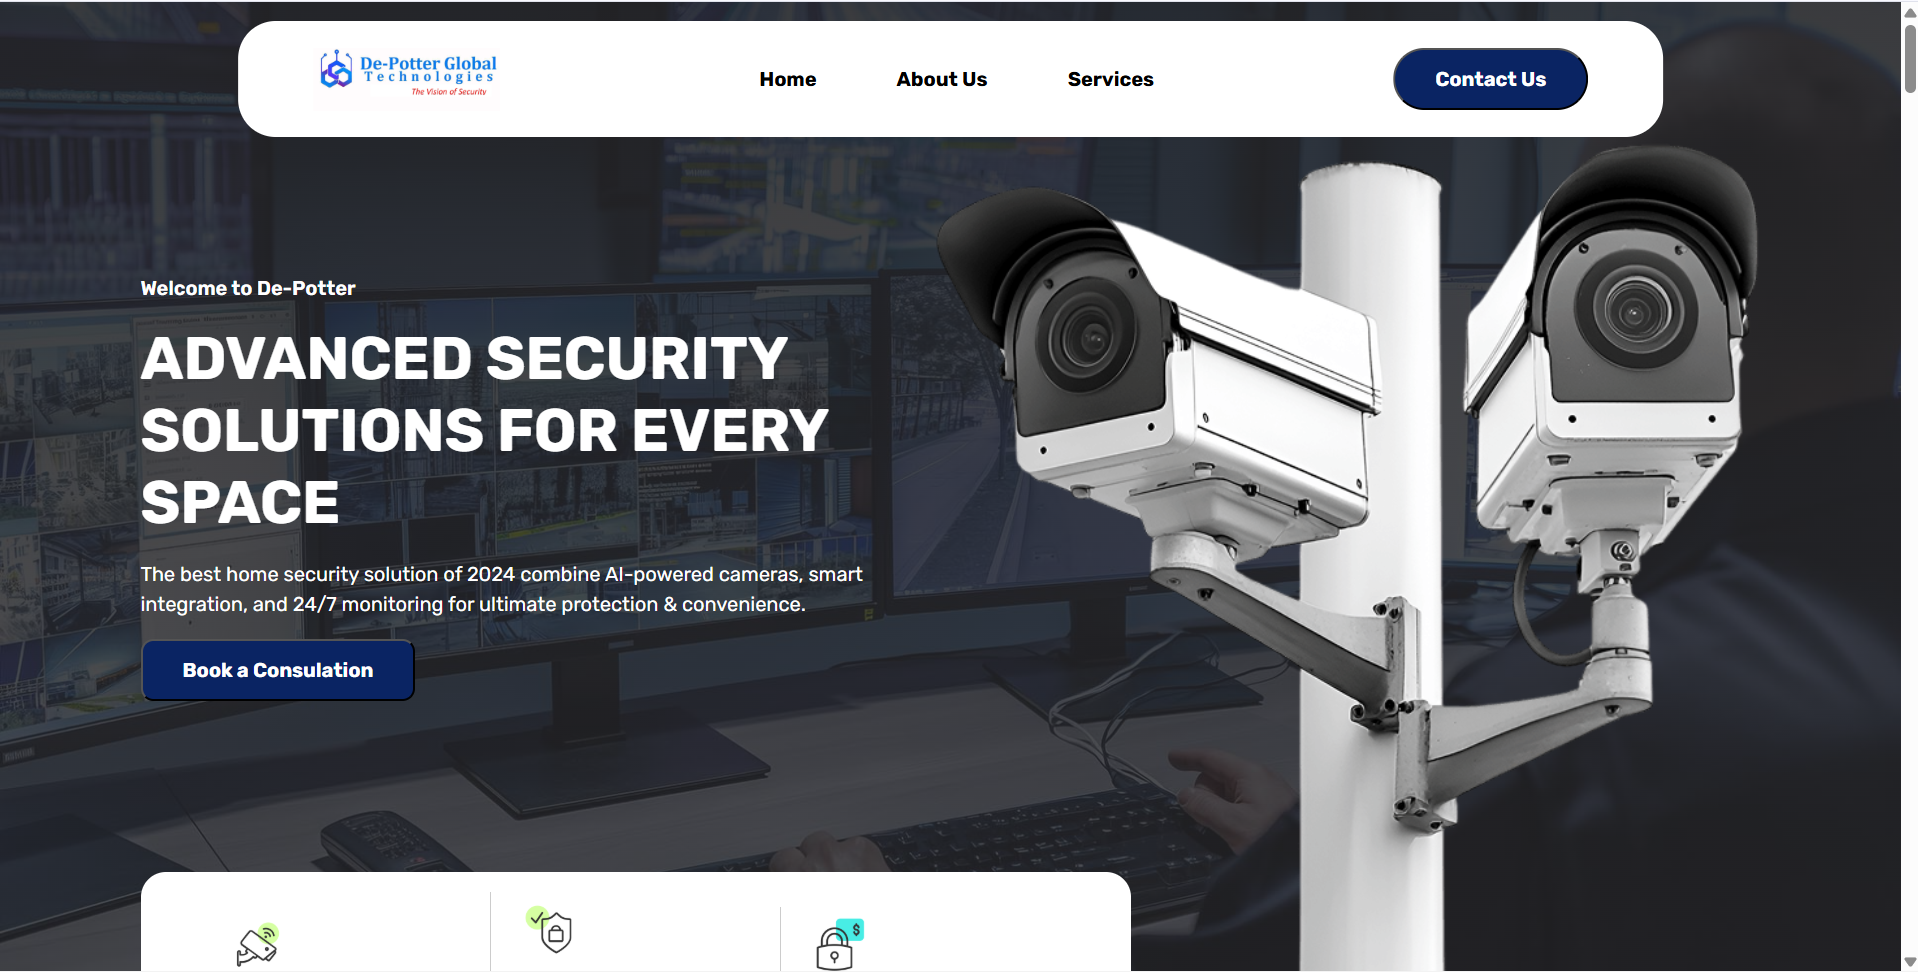 De-Potter Global
Technologies
The Vision of Security
Home
About Us
Services
Contact Us
Welcome to De-Potter
ADVANCED SECURITY
SOLUTIONS FOR EVERY
SPACE
The best home security solution of 2024 combine AI-powered cameras, smart
integration, and 24/7 monitoring for ultimate protection & convenience.
Book a Consulation
$